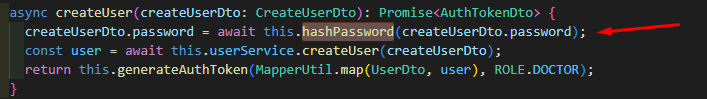 async createUser(createUserDto: CreateUserDto): Promise<AuthTokenDto> {
createUserDto.password = await this.hashPassword(createUserDto.password);
const user = await this.userService.createUser(createUserDto);
return this.generateAuthToken(MapperUtil.map(UserDto, user), ROLE.DOCTOR);
}